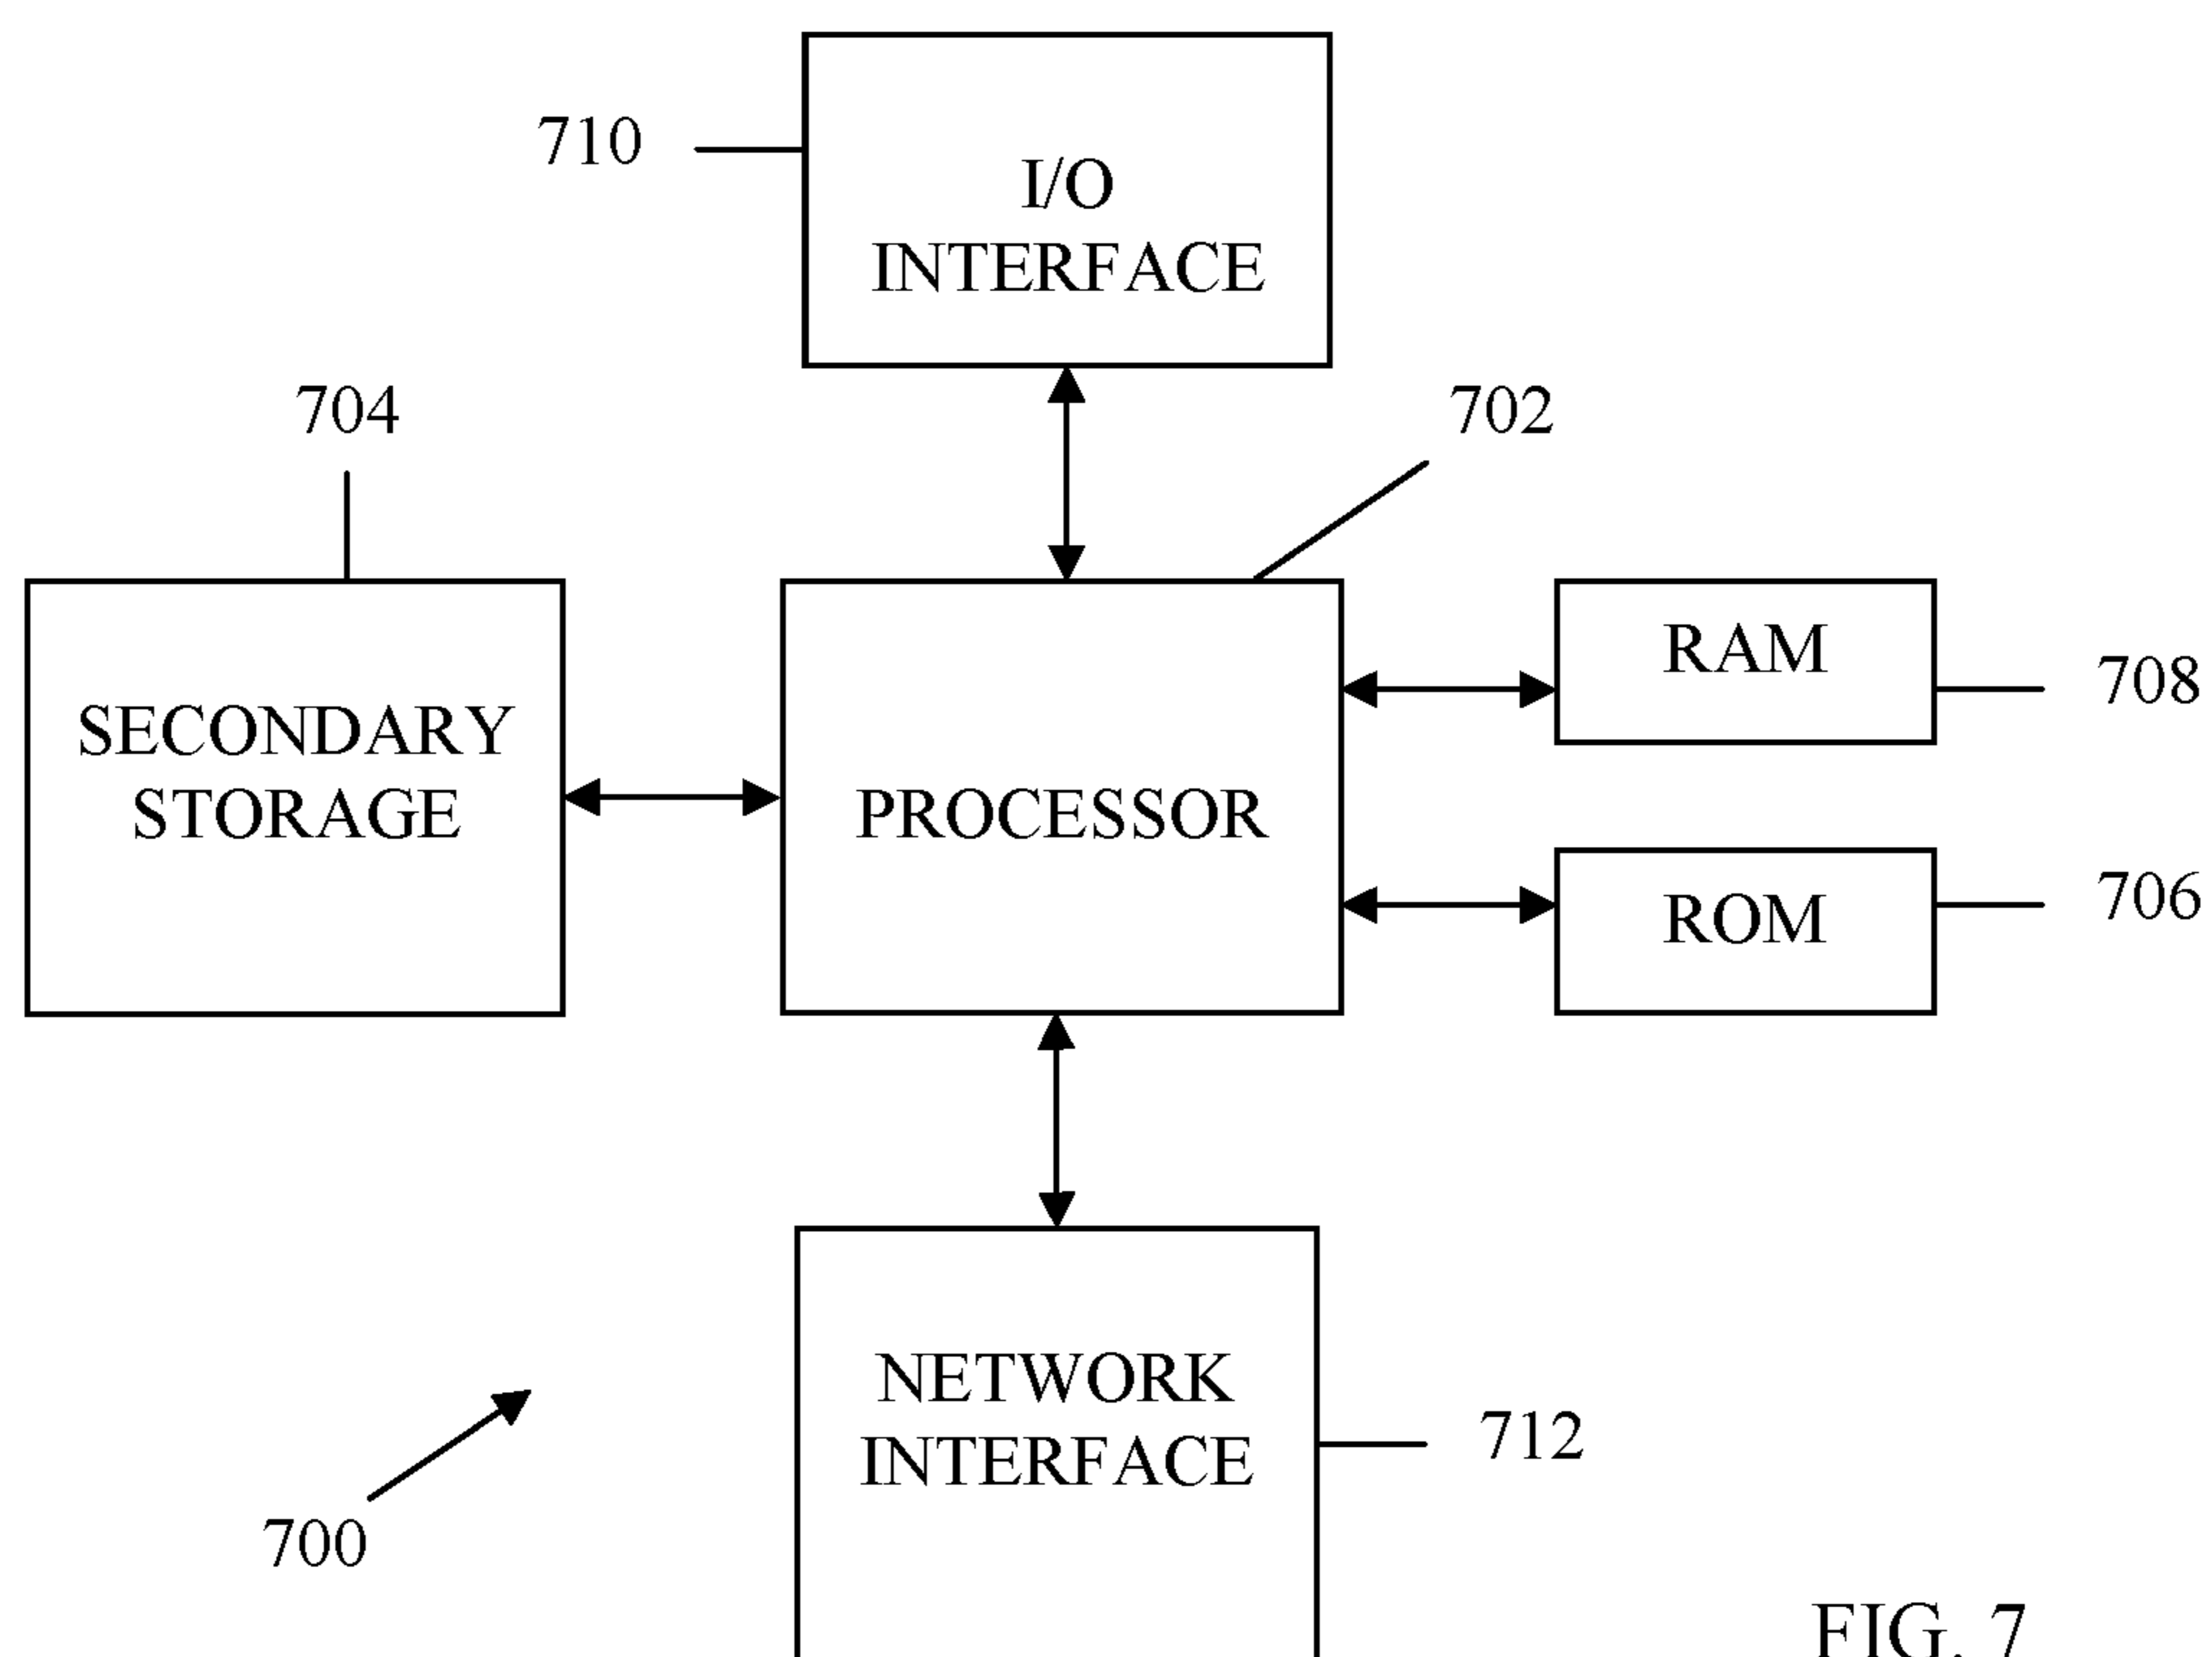 710
I/O
INTERFACE
704
702
SECONDARY
STORAGE
PROCESSOR
RAM
708
ROM
706
NETWORK
INTERFACE
712
700
FIG. 7